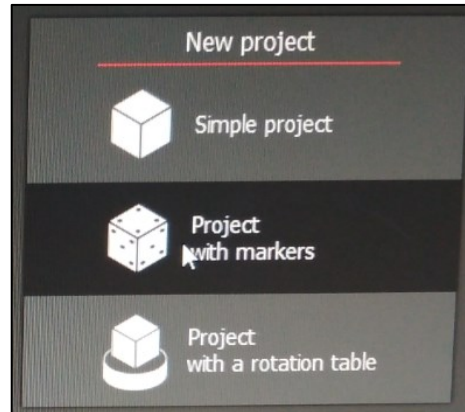 New project
Simple project
Project
with markers
Project
with a rotation table